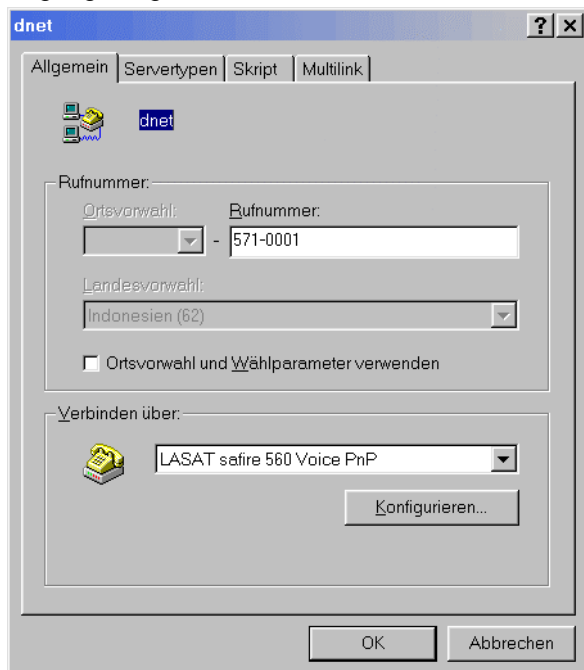 dnet
Allgemein Servertypen Skript Multilink
dnet
Rufnummer:
Ortsvorwahl: Rufnummer:
- 571-0001
Landesvorwahl:
Indonesien (62)
Ortsvorwahl und Wählparameter verwenden
Verbinden über:
LASAT safire 560 Voice PnP
Konfigurieren...
OK Abbrechen